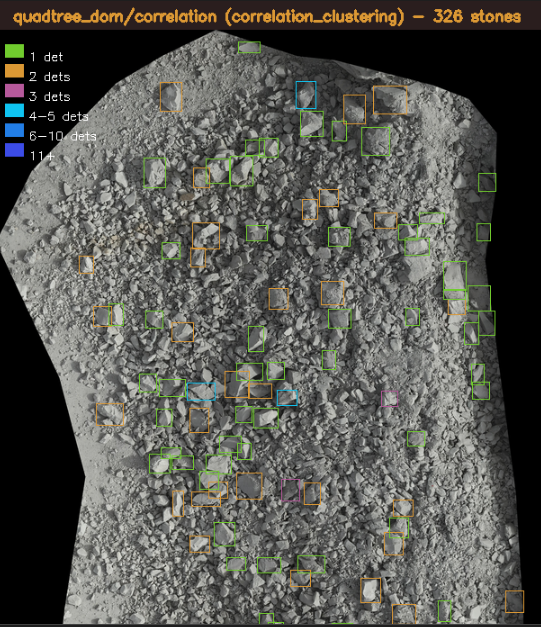 quadtree_dom/correlation (correlation_clustering) — 326 stones
1 det
2 dets
3 dets
4-5 dets
6-10 dets
11+